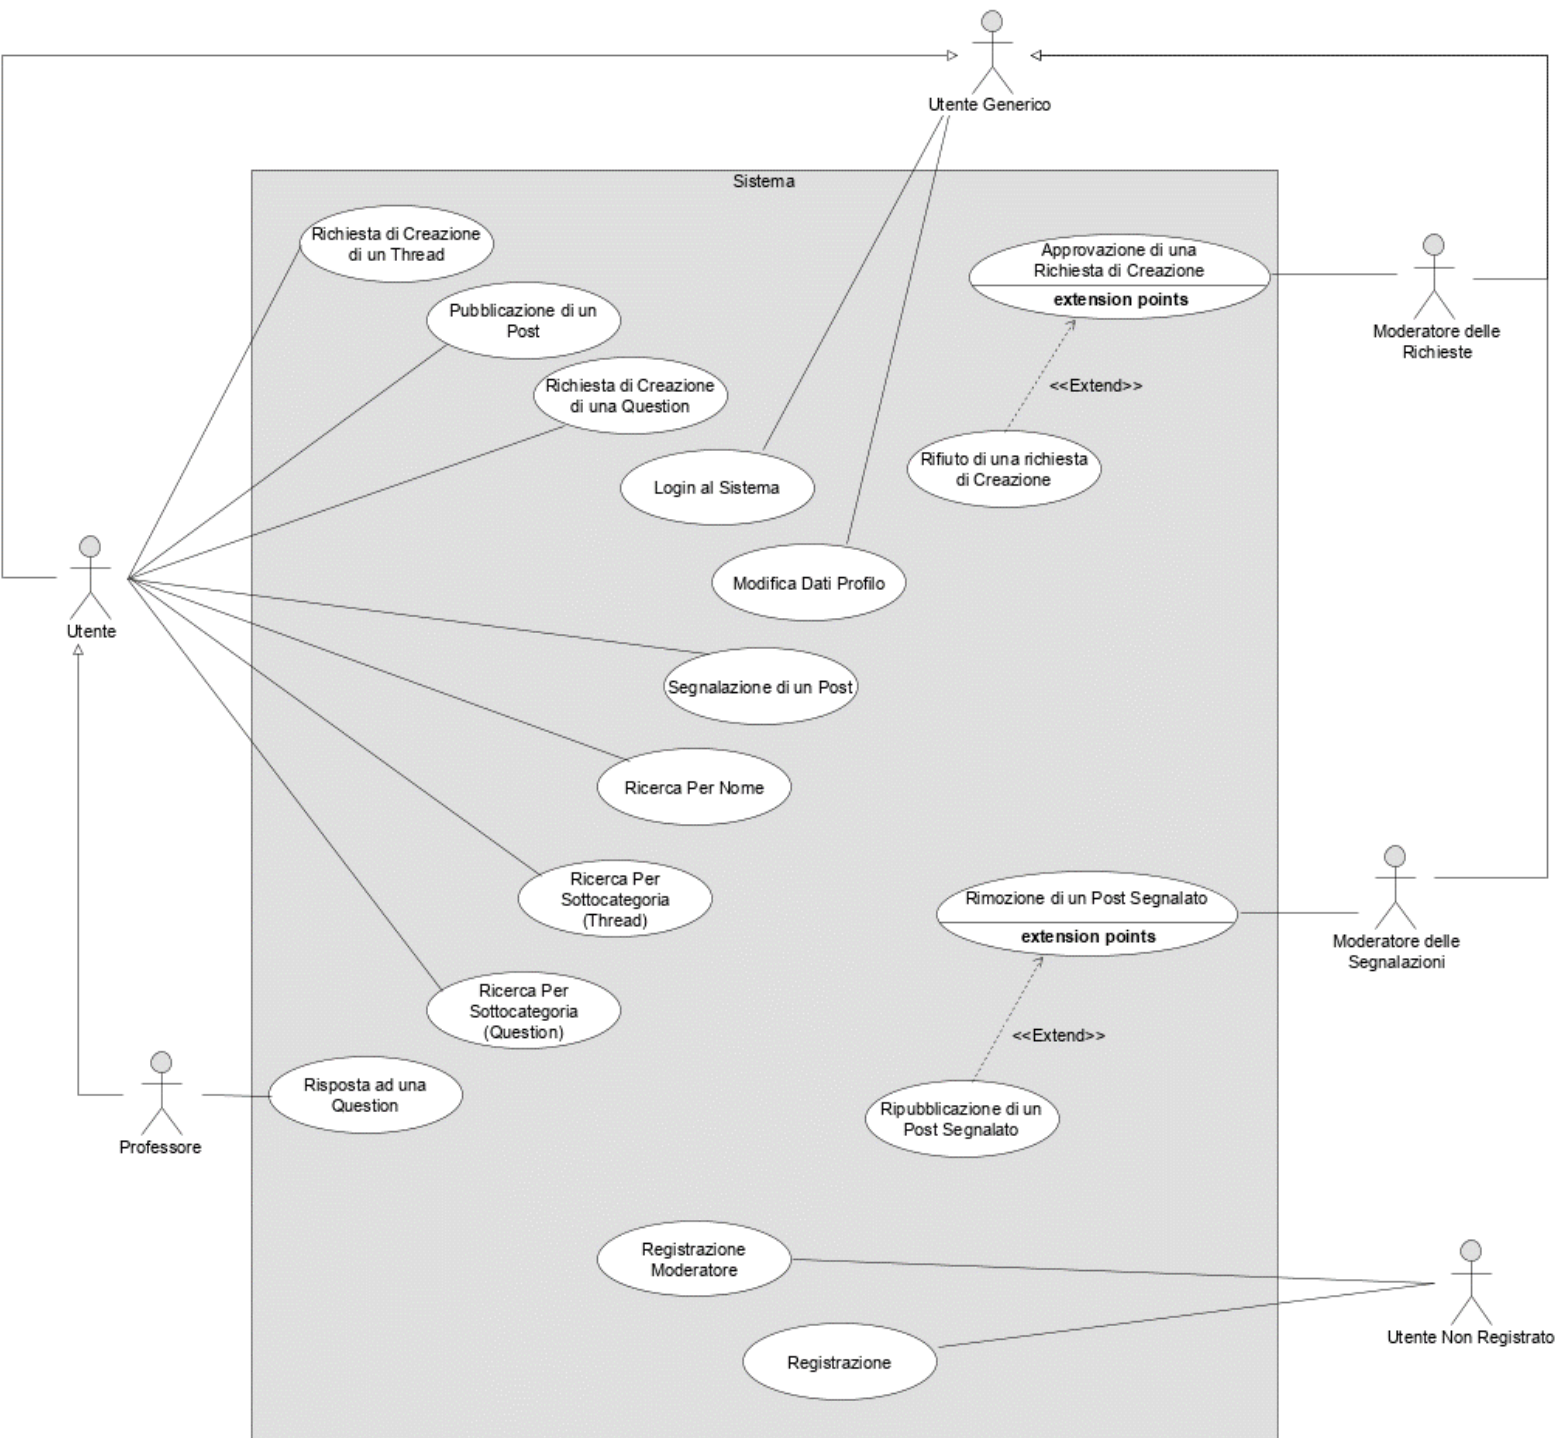 Utente Generico
Sistema
Richiesta di Creazione
di un Thread
Approvazione di una
Richiesta di Creazione
extension points
Moderatore delle
Richieste
Pubblicazione di un
Post
Richiesta di Creazione
di una Question
<<Extend>>
Login al Sistema
Rifiuto di una richiesta
di Creazione
Modifica Dati Profilo
Utente
Segnalazione di un Post
Ricerca Per Nome
Ricerca Per
Sottocategoria
(Thread)
Rimozione di un Post Segnalato
extension points
Moderatore delle
Segnalazioni
Ricerca Per
Sottocategoria
(Question)
<<Extend>>
Risposta ad una
Question
Professore
Ripubblicazione di un
Post Segnalato
Registrazione
Moderatore
Utente Non Registrato
Registrazione